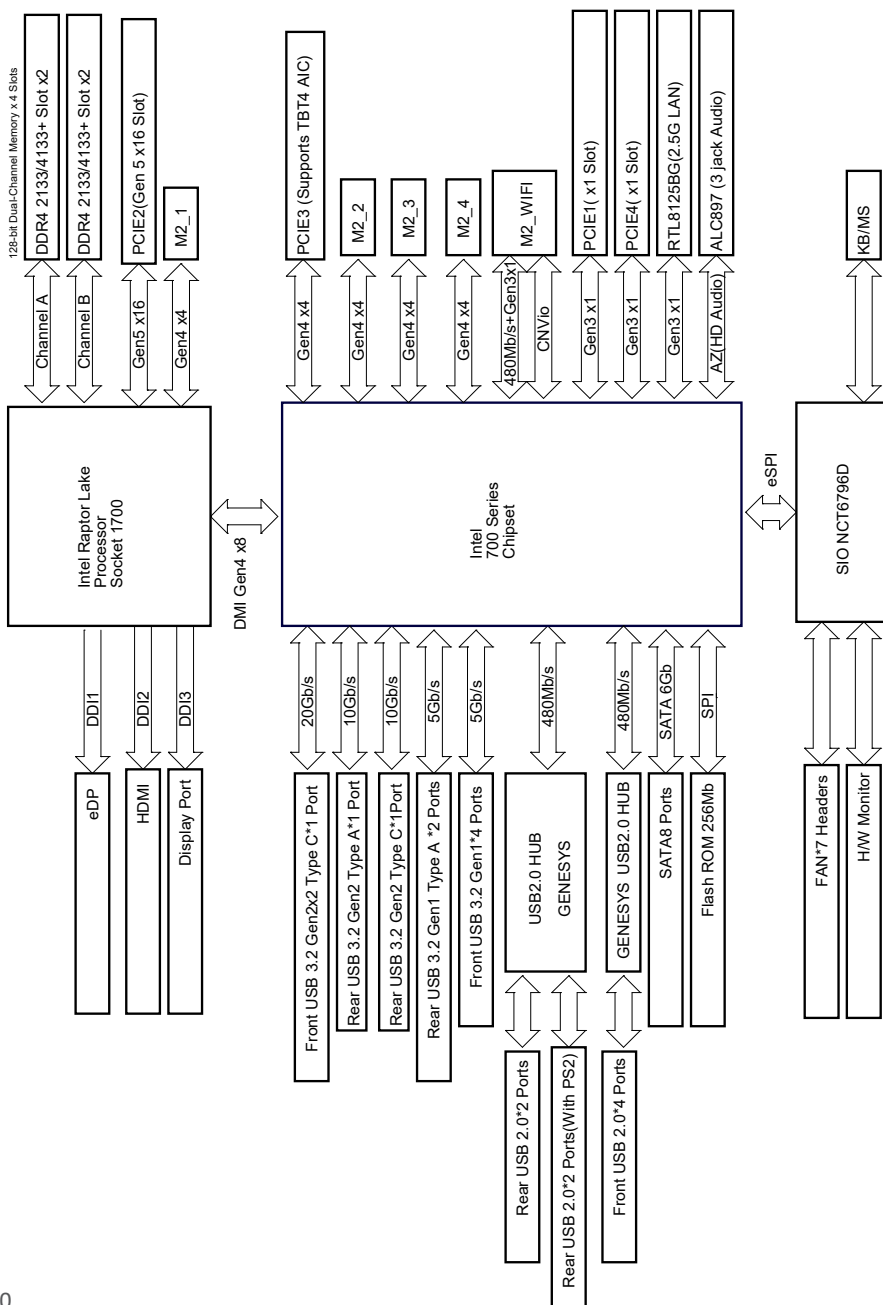 128-bit Dual-Channel Memory x 4 Slots
DDR4 2133/4133+ Slot x2
DDR4 2133/4133+ Slot x2
PCIE2(Gen 5 x16 Slot)
M2_1
Channel A
Channel B
Gen5 x16
Gen4 x4
Intel Raptor Lake
Processor
Socket 1700
DDI1
DDI2
DDI3
eDP
HDMI
Display Port
DMI Gen4 x8
PCIE3 (Supports TBT4 AIC)
M2_2
M2_3
M2_4
M2_WIFI
PCIE1( x1 Slot)
PCIE4( x1 Slot)
RTL8125BG(2.5G LAN)
ALC897 (3 jack Audio)
Gen4 x4
Gen4 x4
Gen4 x4
Gen4 x4
480Mb/s+Gen3x1
CNVio
Gen3 x1
Gen3 x1
Gen3 x1
AZ(HD Audio)
Intel
700 Series
Chipset
20Gb/s
10Gb/s
10Gb/s
5Gb/s
5Gb/s
480Mb/s
480Mb/s
SATA 6Gb
SPI
Front USB 3.2 Gen2x2 Type C*1 Port
Rear USB 3.2 Gen2 Type A*1 Port
Rear USB 3.2 Gen2 Type C*1Port
Rear USB 3.2 Gen1 Type A *2 Ports
Front USB 3.2 Gen1*4 Ports
USB2.0 HUB
GENESYS
GENESYS USB2.0 HUB
SATA8 Ports
Flash ROM 256Mb
Rear USB 2.0*2 Ports
Rear USB 2.0*2 Ports(With PS2)
Front USB 2.0*4 Ports
eSPI
KB/MS
SIO NCT6796D
FAN*7 Headers
H/W Monitor
0